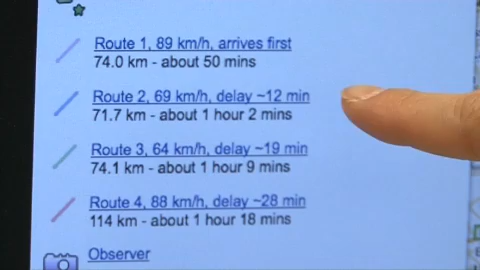 Route 1, 89 km/h, arrives first
74.0 km - about 50 mins
Route 2, 69 km/h, delay ~12 min
71.7 km - about 1 hour 2 mins
Route 3, 64 km/h, delay ~19 min
74.1 km - about 1 hour 9 mins
Route 4, 88 km/h, delay ~28 min
114 km - about 1 hour 18 mins
Observer